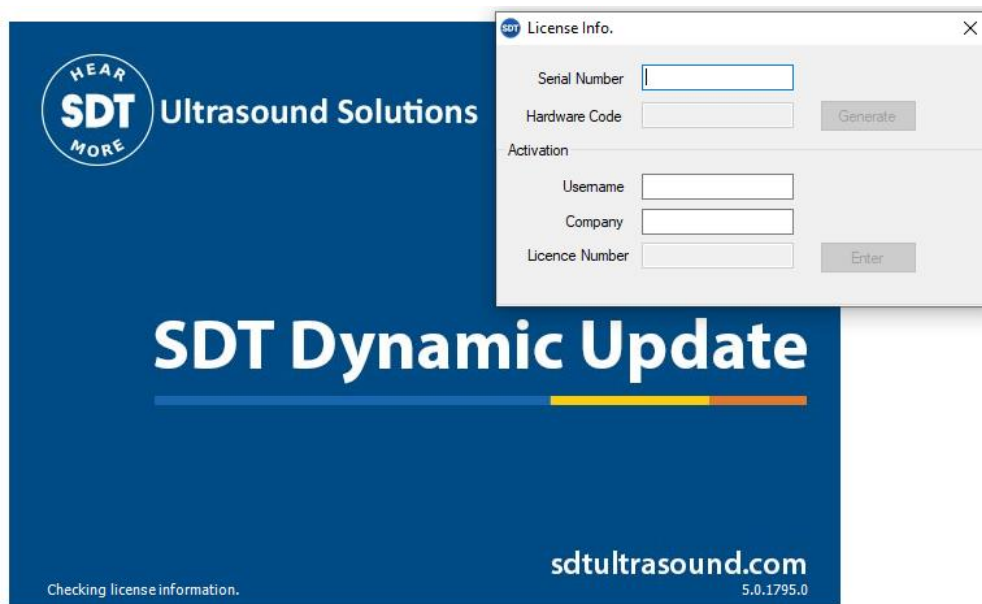 License Info.
Serial Number
Hardware Code
Generate
Activation
Username
Company
Licence Number
Enter
HEAR
SDT
MORE
Ultrasound Solutions
SDT Dynamic Update
sdtultrasound.com
Checking license information.
5.0.1795.0